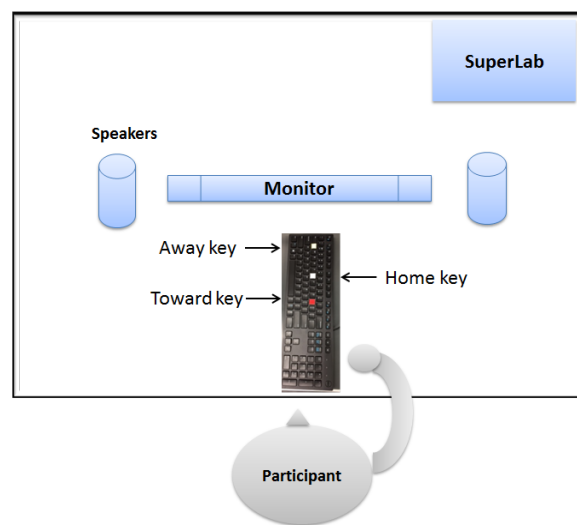 SuperLab
Speakers
Monitor
Away key
Home key
Toward key
Participant